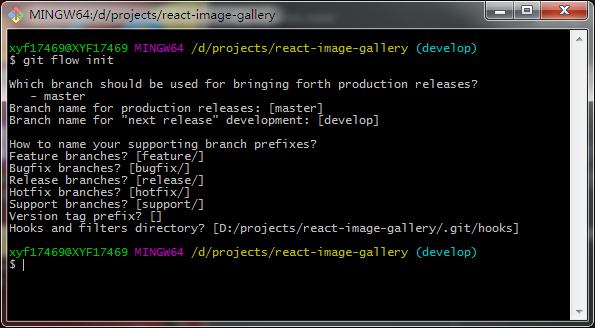 MINGW64:/d/projects/react-image-gallery
xyf17469@XYF17469 MINGW64 /d/projects/react-image-gallery (develop)
$ git flow init
Which branch should be used for bringing forth production releases?
   - master
Branch name for production releases: [master]
Branch name for "next release" development: [develop]
How to name your supporting branch prefixes?
Feature branches? [feature/]
Bugfix branches? [bugfix/]
Release branches? [release/]
Hotfix branches? [hotfix/]
Support branches? [support/]
Version tag prefix? []
Hooks and filters directory? [D:/projects/react-image-gallery/.git/hooks]
xyf17469@XYF17469 MINGW64 /d/projects/react-image-gallery (develop)
$